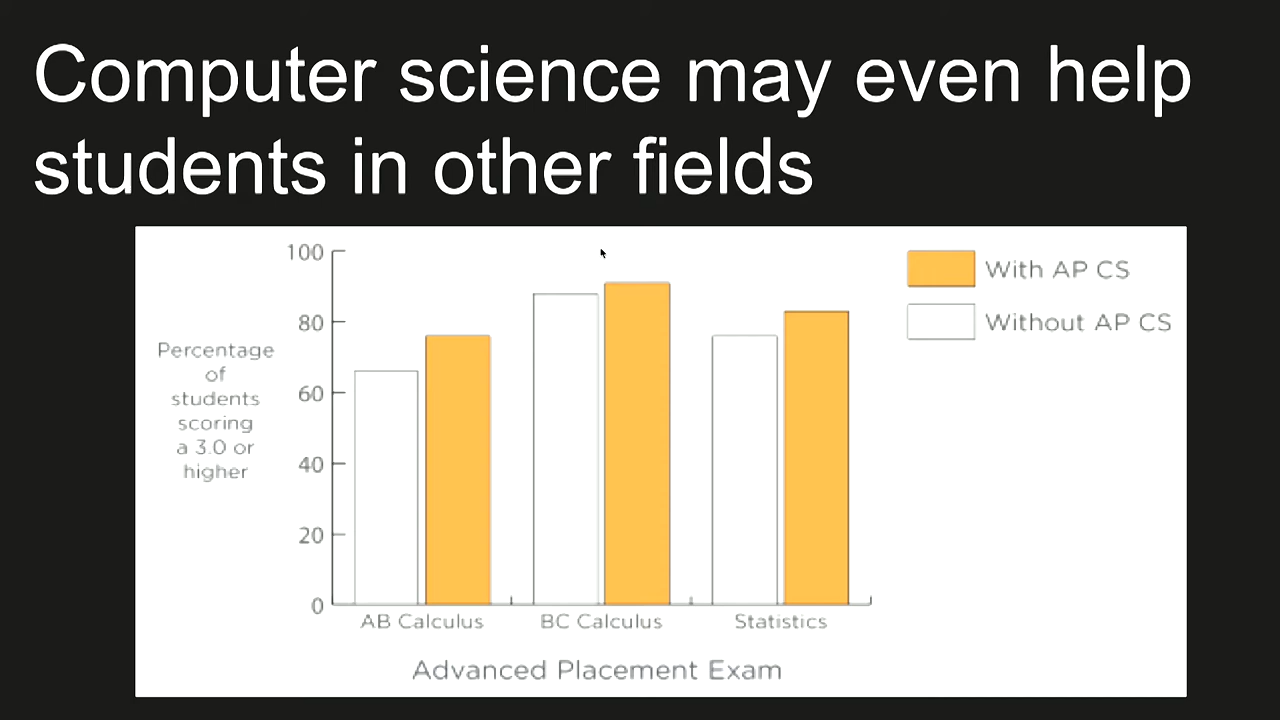 Computer science may even help
students in other fields
100
80
60
40
20
0
Percentage
of
students
scoring
a 3.0 or
higher
With AP CS
Without AP CS
AB Calculus
BC Calculus
Statistics
Advanced Placement Exam